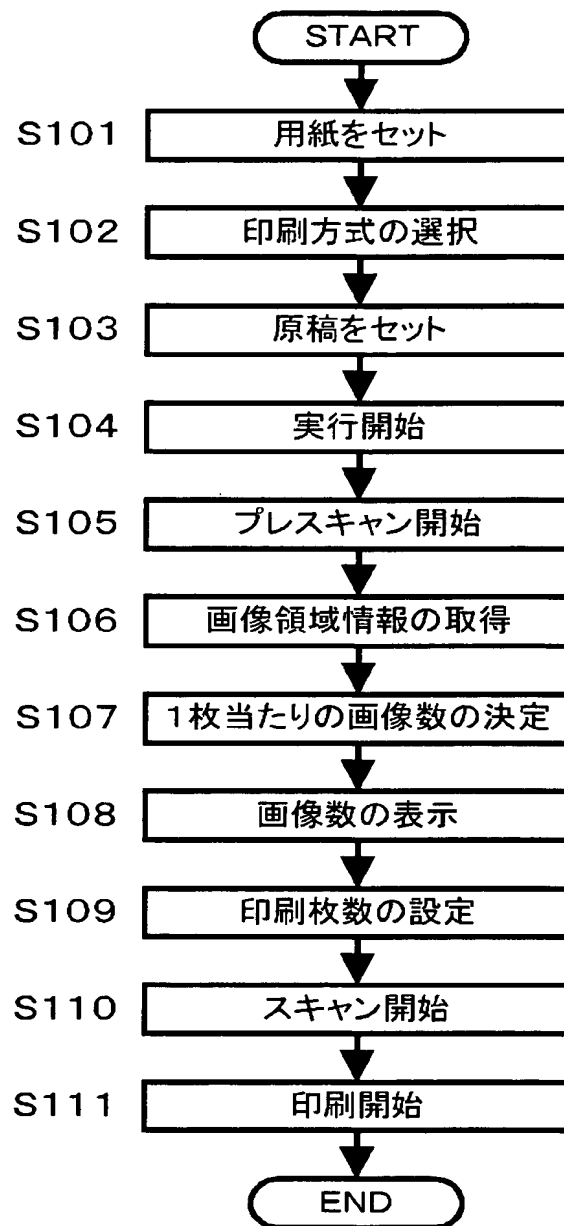 START
S101 用紙をセット
S102 印刷方式の選択
S103 原稿をセット
S104 実行開始
S105 プレスキャン開始
S106 画像領域情報の取得
S107 1枚当たりの画像数の決定
S108 画像数の表示
S109 印刷枚数の設定
S110 スキャン開始
S111 印刷開始
END